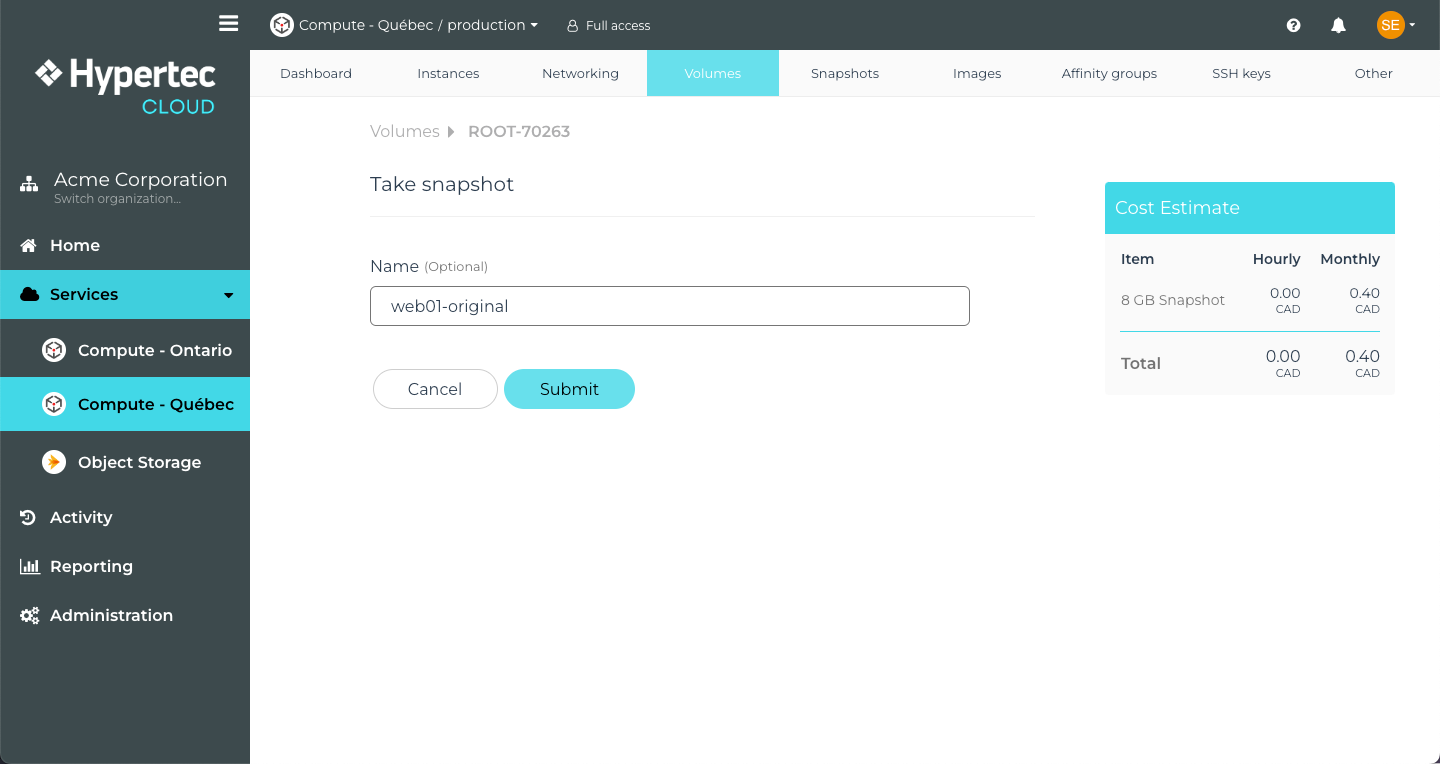 Compute - Québec / production
Full access
SE
Hypertec
CLOUD
Dashboard
Instances
Networking
Volumes
Snapshots
Images
Affinity groups
SSH keys
Other
Acme Corporation
Switch organization...
Home
Services
Compute - Ontario
Compute - Québec
Object Storage
Activity
Reporting
Administration
Volumes ROOT-70263
Take snapshot
Name (Optional)
web01-original
Cancel
Submit
Cost Estimate
Item Hourly Monthly
8 GB Snapshot 0.00 0.40
CAD CAD
Total 0.00 0.40
CAD CAD